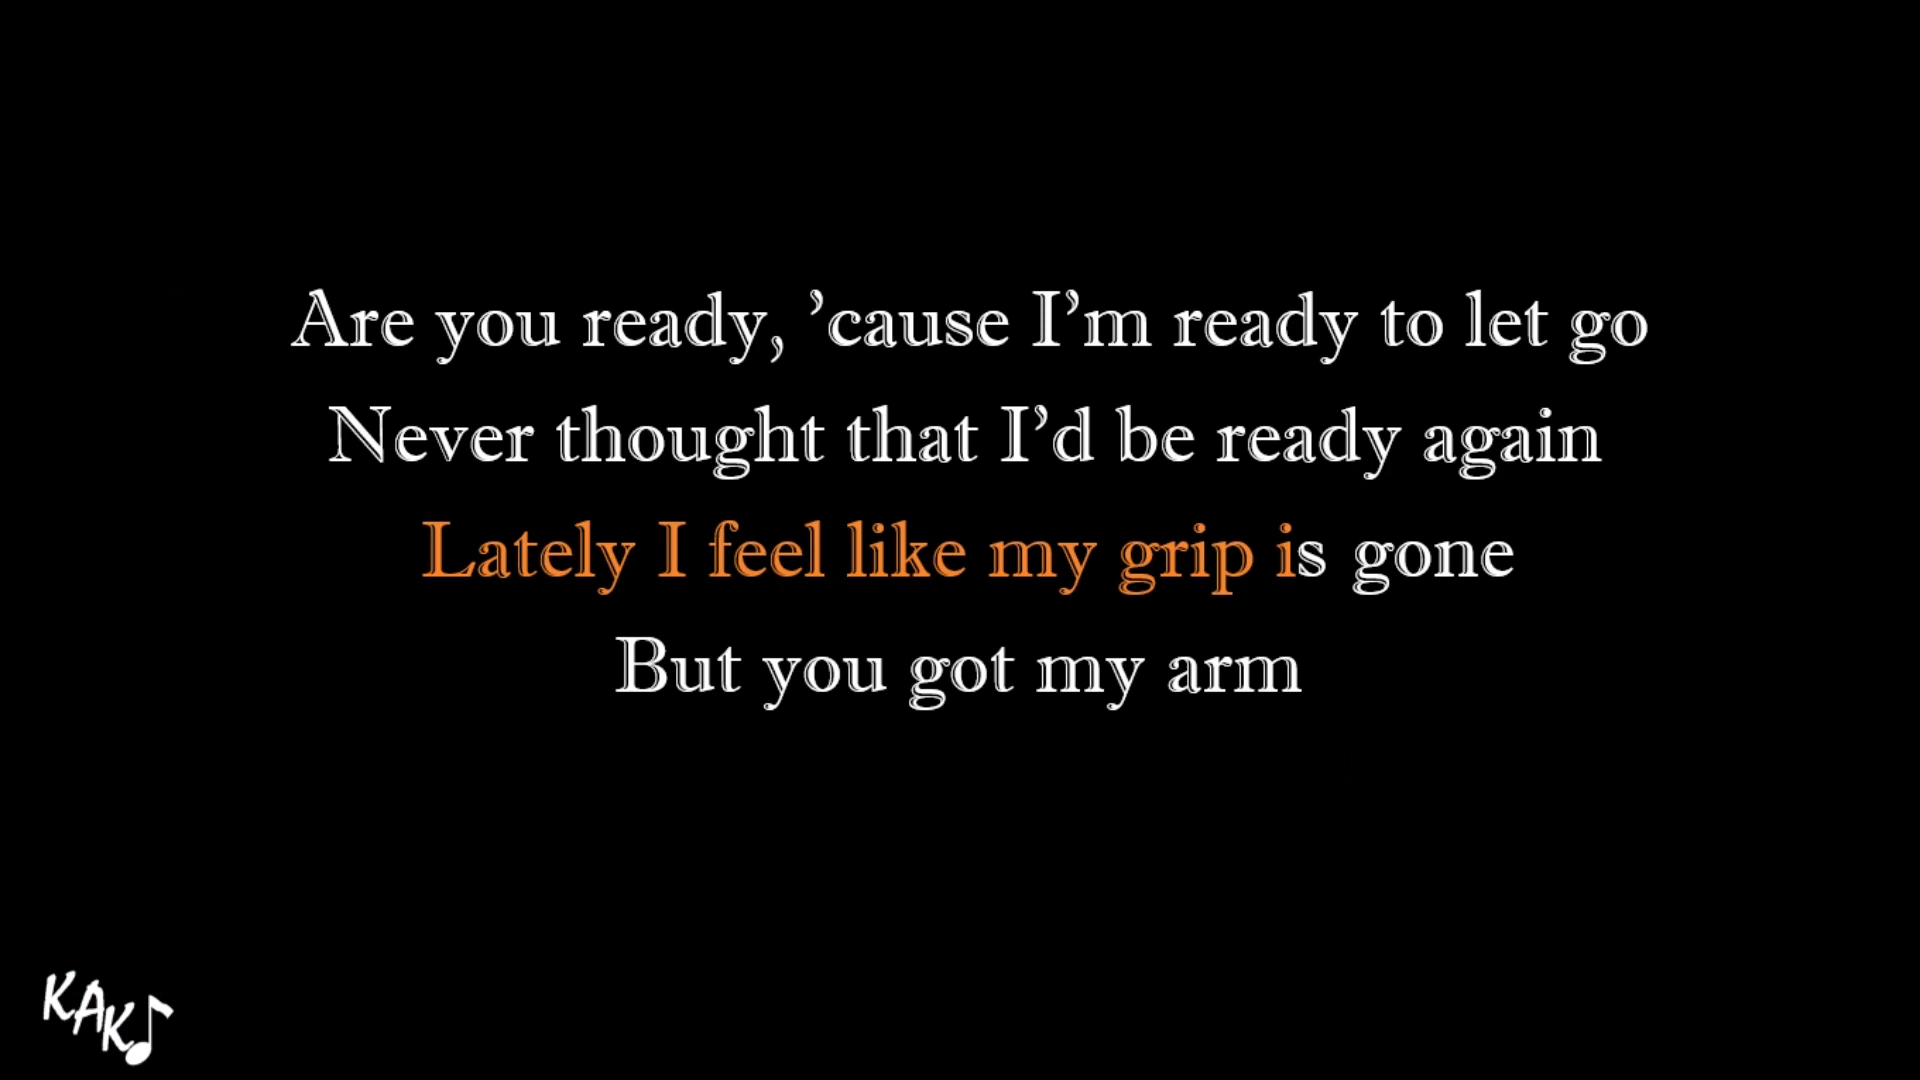 Are you ready, ’cause I’m ready to let go
Never thought that I’d be ready again
Lately I feel like my grip is gone
But you got my arm
KAK